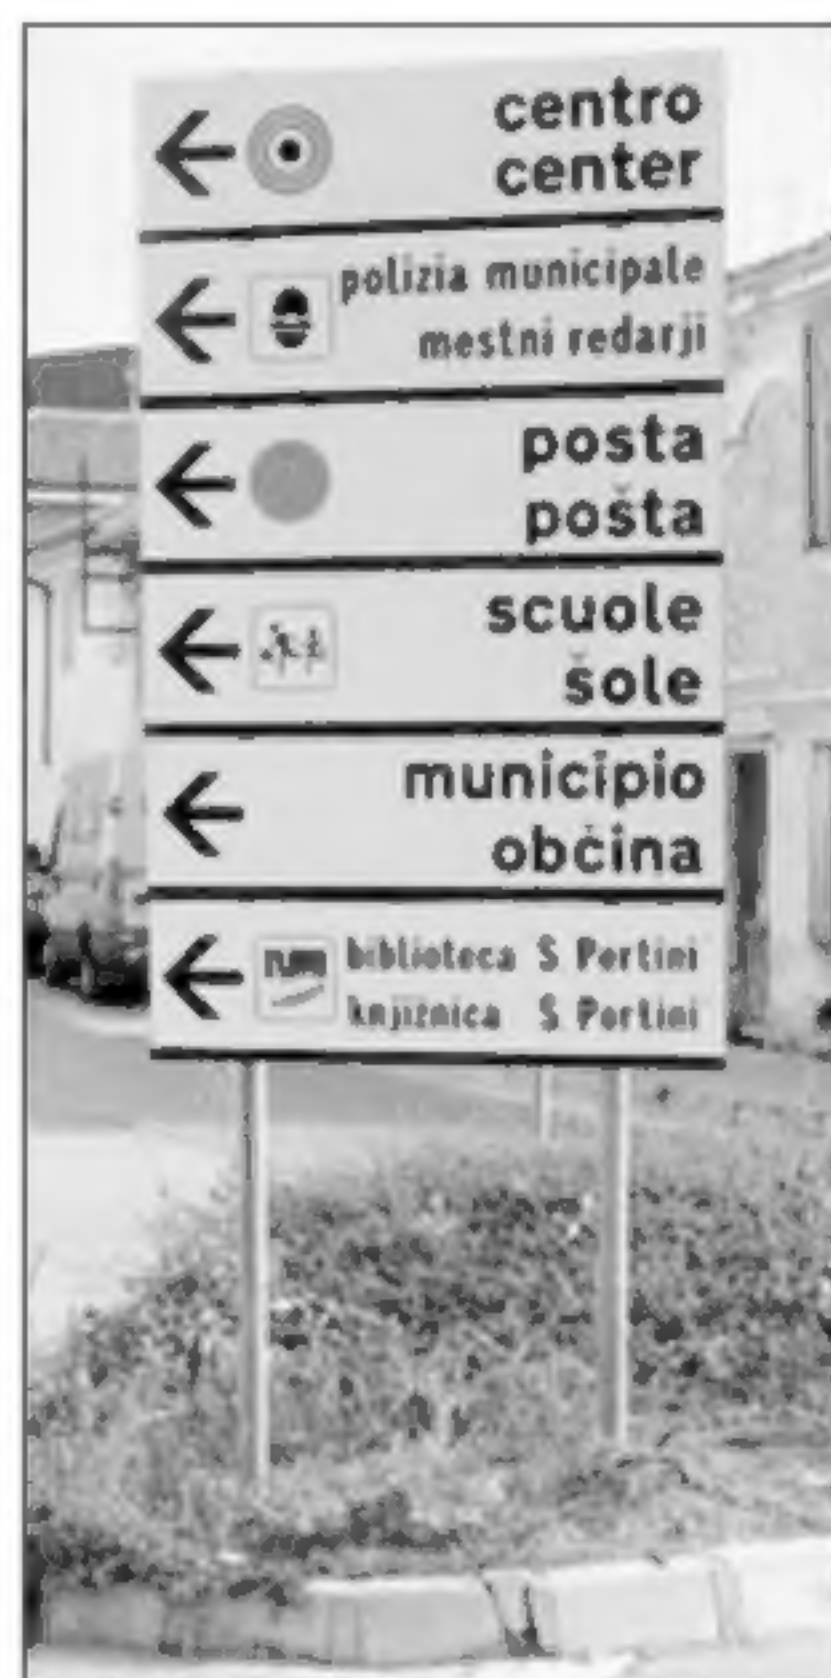 centro
center
polizia municipale
mestni redarji
posta
pošta
scuole
šole
municipio
občina
biblioteca S Pertini
knjižnica S Pertini